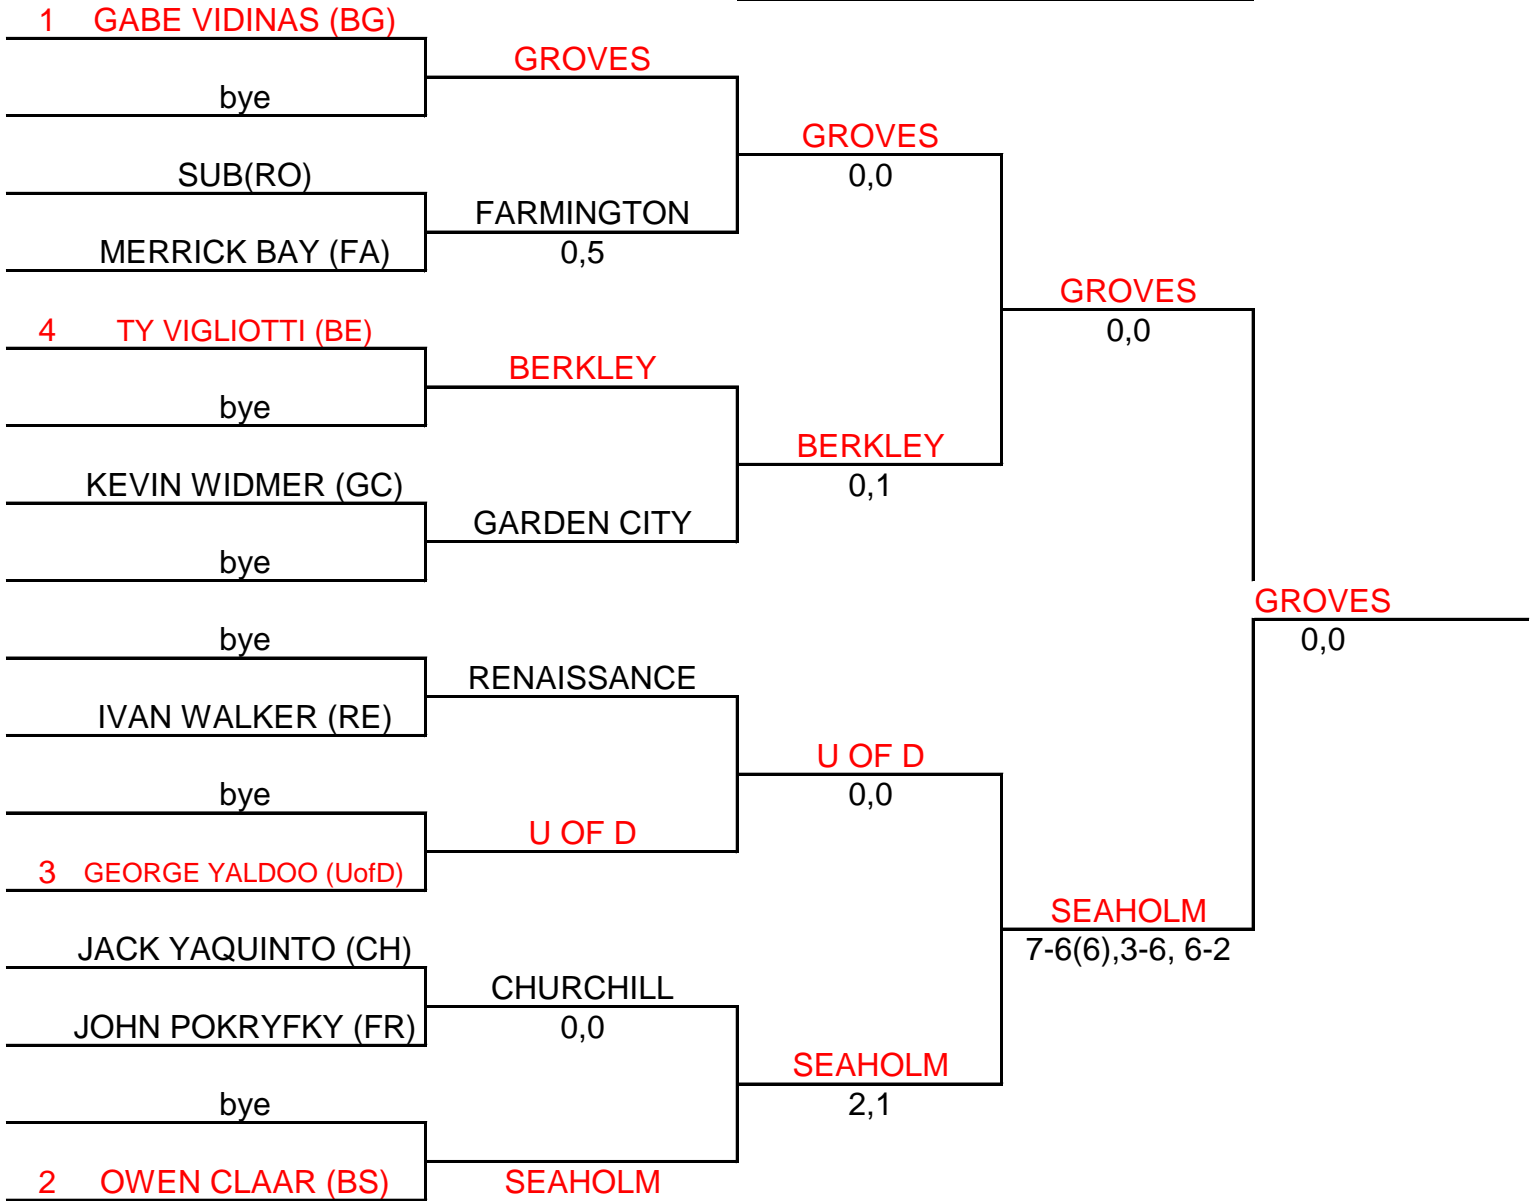 1 GABE VIDINAS (BG)
GROVES
bye
GROVES
0,0
SUB(RO)
FARMINGTON
0,5
MERRICK BAY (FA)
GROVES
0,0
4 TY VIGLIOTTI (BE)
BERKLEY
bye
BERKLEY
0,1
KEVIN WIDMER (GC)
GARDEN CITY
bye
GROVES
0,0
bye
RENAISSANCE
IVAN WALKER (RE)
U OF D
0,0
bye
U OF D
3 GEORGE YALDOO (UofD)
SEAHOLM
7-6(6),3-6, 6-2
JACK YAQUINTO (CH)
CHURCHILL
0,0
JOHN POKRYFKY (FR)
SEAHOLM
2,1
bye
2 OWEN CLAAR (BS)
SEAHOLM